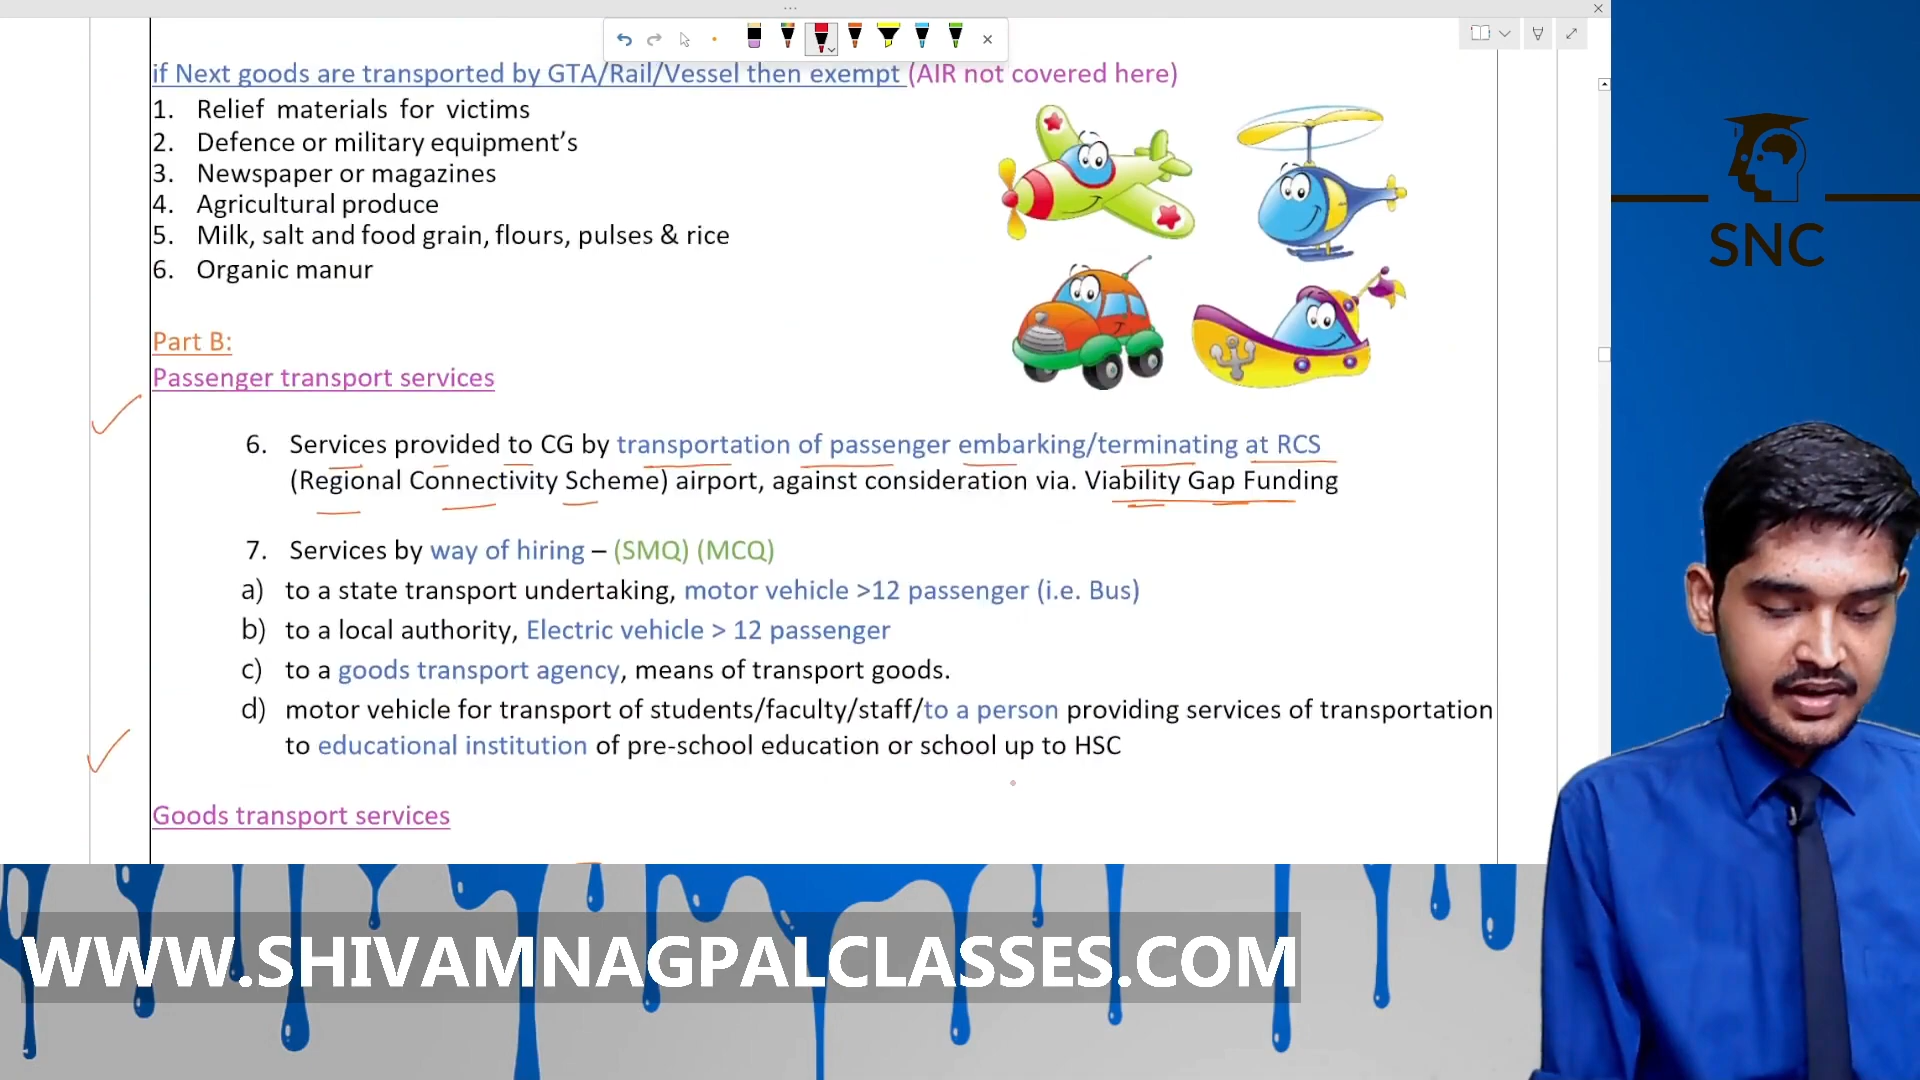 if Next goods are transported by GTA/Rail/Vessel then exempt (AIR not covered here)
1. Relief materials for victims
2. Defence or military equipment’s
3. Newspaper or magazines
4. Agricultural produce
5. Milk, salt and food grain, flours, pulses & rice
6. Organic manur
SNC
Part B:
Passenger transport services
6. Services provided to CG by transportation of passenger embarking/terminating at RCS
(Regional Connectivity Scheme) airport, against consideration via. Viability Gap Funding
7. Services by way of hiring – (SMQ) (MCQ)
a) to a state transport undertaking, motor vehicle >12 passenger (i.e. Bus)
b) to a local authority, Electric vehicle > 12 passenger
c) to a goods transport agency, means of transport goods.
d) motor vehicle for transport of students/faculty/staff/to a person providing services of transportation
to educational institution of pre-school education or school up to HSC
Goods transport services
WWW.SHIVAMNAGPALCLASSES.COM